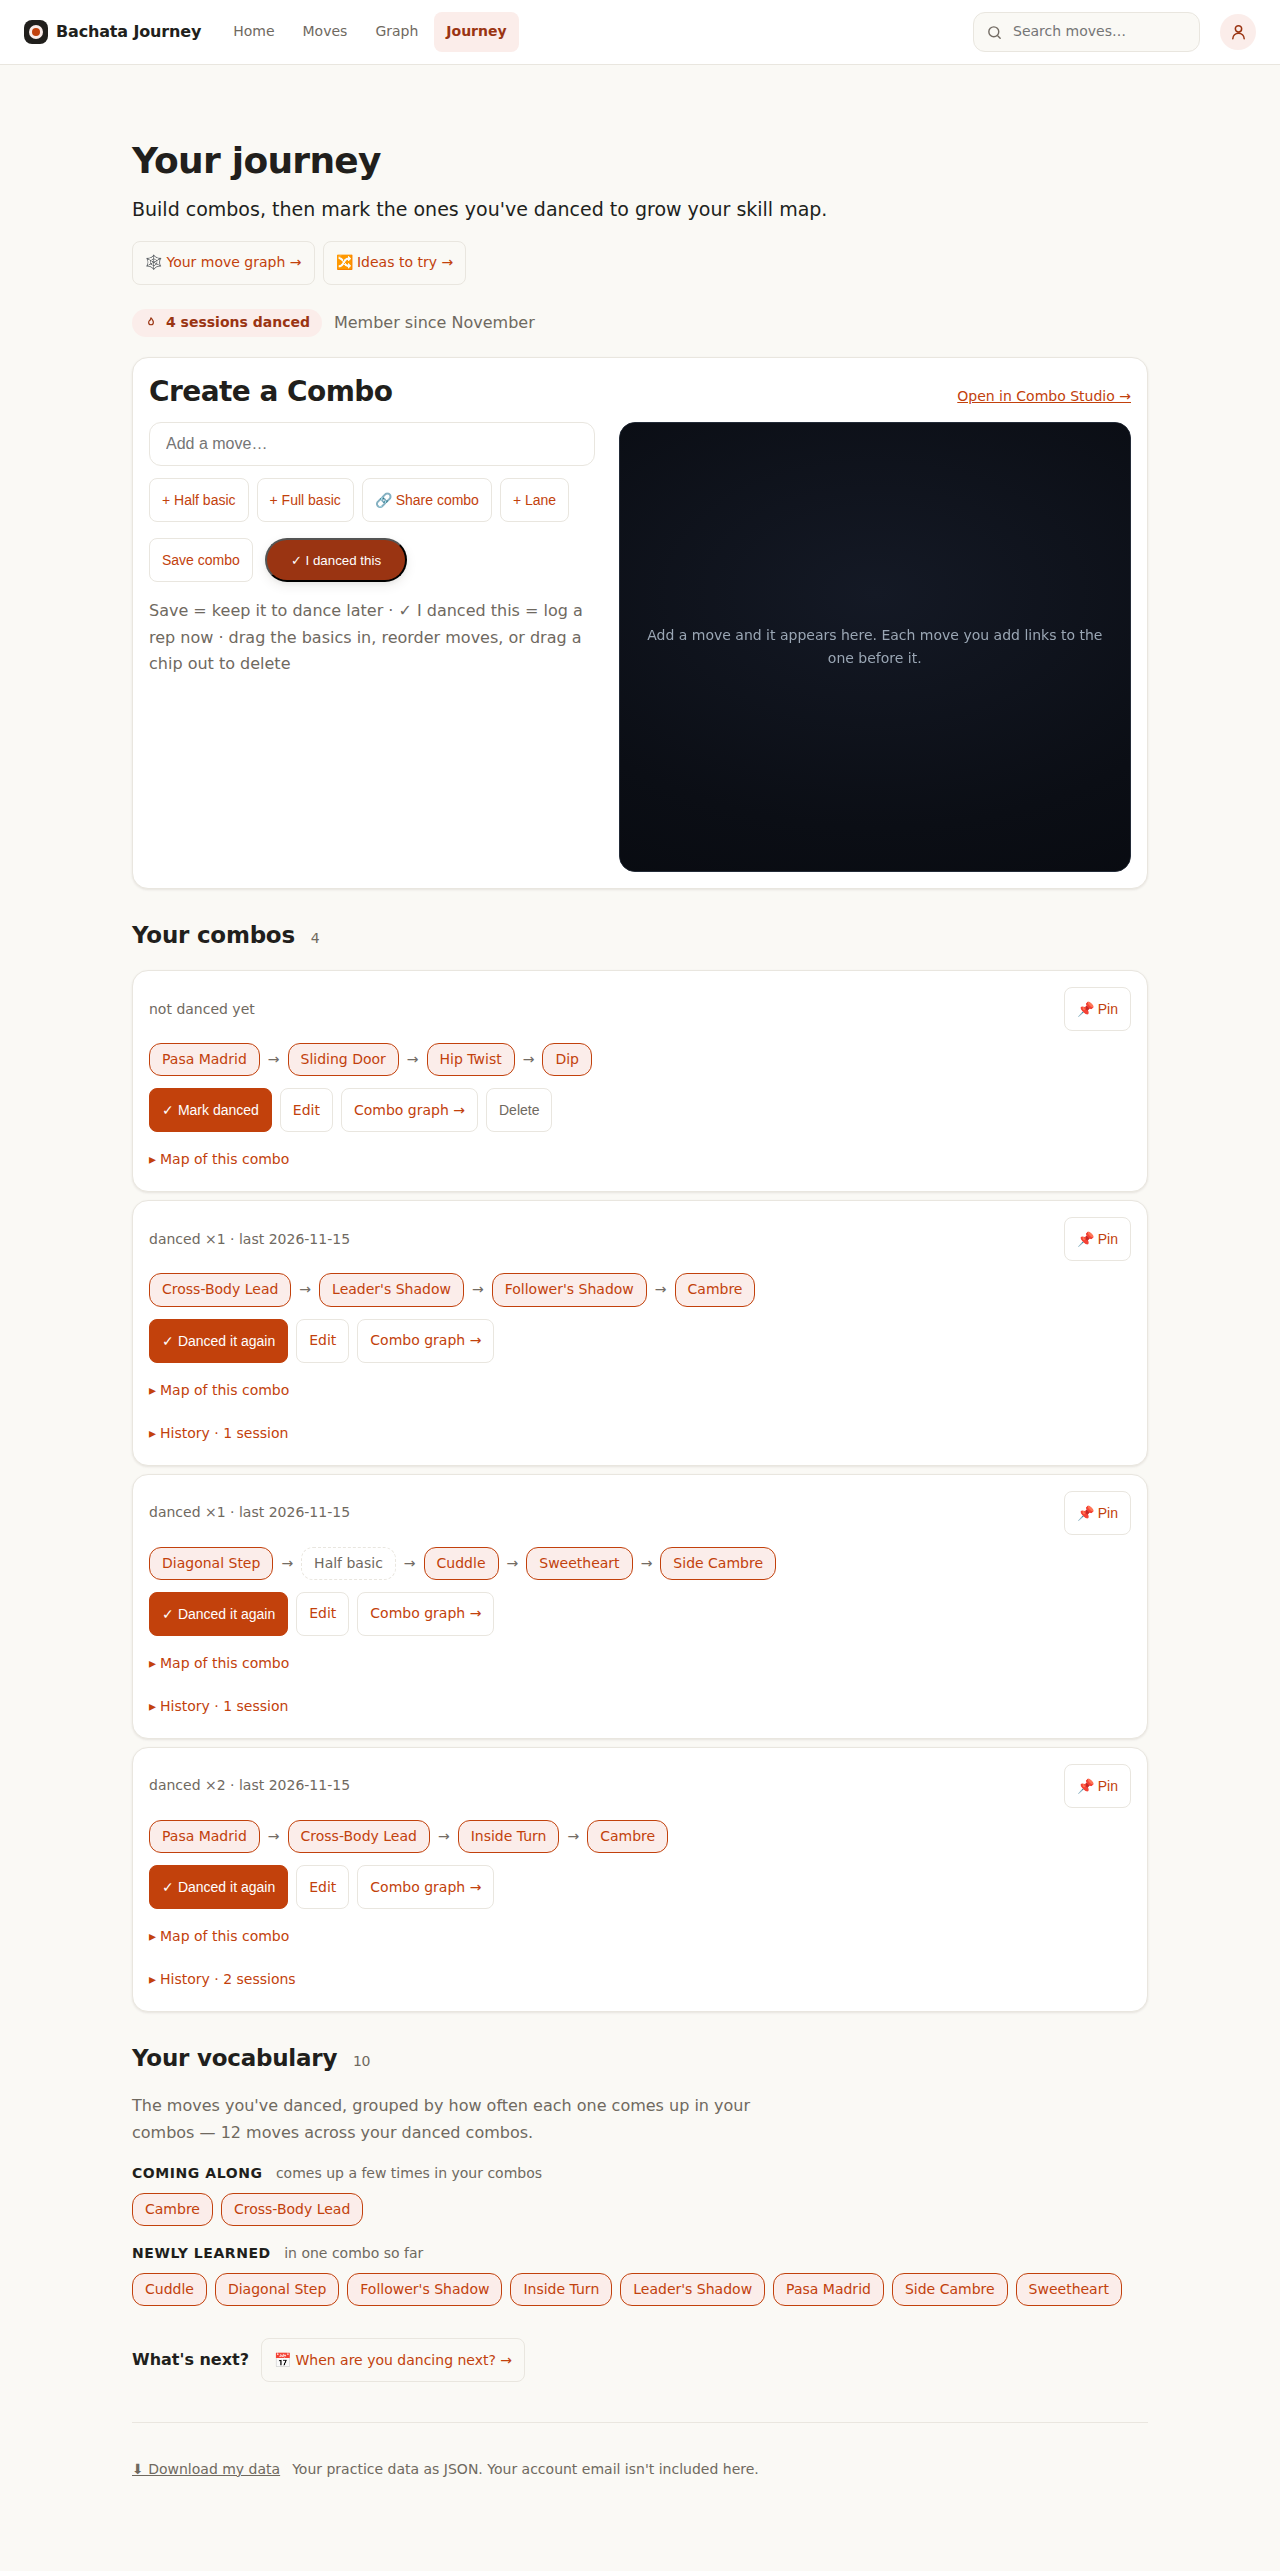 Bachata Journey Home Moves Graph Journey Search moves...
Your journey
Build combos, then mark the ones you've danced to grow your skill map.
🕸 Your move graph → 🔀 Ideas to try →
4 sessions danced Member since November
Create a Combo Open in Combo Studio →
Add a move…
+ Half basic + Full basic 🔗 Share combo + Lane
Save combo ✓ I danced this
Save = keep it to dance later · ✓ I danced this = log a
rep now · drag the basics in, reorder moves, or drag a
chip out to delete
Add a move and it appears here. Each move you add links to the
one before it.
Your combos 4
not danced yet 📌 Pin
Pasa Madrid → Sliding Door → Hip Twist → Dip
✓ Mark danced Edit Combo graph → Delete
▸ Map of this combo
danced ×1 · last 2026-11-15 📌 Pin
Cross-Body Lead → Leader's Shadow → Follower's Shadow → Cambre
✓ Danced it again Edit Combo graph →
▸ Map of this combo
▸ History · 1 session
danced ×1 · last 2026-11-15 📌 Pin
Diagonal Step → Half basic → Cuddle → Sweetheart → Side Cambre
✓ Danced it again Edit Combo graph →
▸ Map of this combo
▸ History · 1 session
danced ×2 · last 2026-11-15 📌 Pin
Pasa Madrid → Cross-Body Lead → Inside Turn → Cambre
✓ Danced it again Edit Combo graph →
▸ Map of this combo
▸ History · 2 sessions
Your vocabulary 10
The moves you've danced, grouped by how often each one comes up in your
combos — 12 moves across your danced combos.
COMING ALONG comes up a few times in your combos
Cambre Cross-Body Lead
NEWLY LEARNED in one combo so far
Cuddle Diagonal Step Follower's Shadow Inside Turn Leader's Shadow Pasa Madrid Side Cambre Sweetheart
What's next? 📅 When are you dancing next? →
⬇ Download my data Your practice data as JSON. Your account email isn't included here.